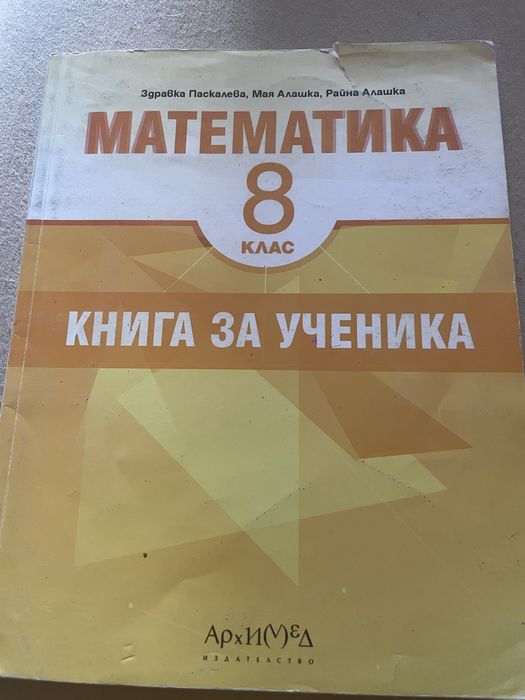 Здравка Паскалева, Мая Алашка, Райна Алашка
МАТЕМАТИКА
8
КЛАС
КНИГА ЗА УЧЕНИКА
АрхИМЕД
ИЗДАТЕЛСТВО